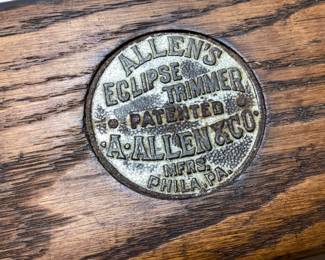 ALLEN'S
ECLIPSE
TRIMMER
PATENTED
A. ALLEN & CO.
MFRS.
PHILA, PA.